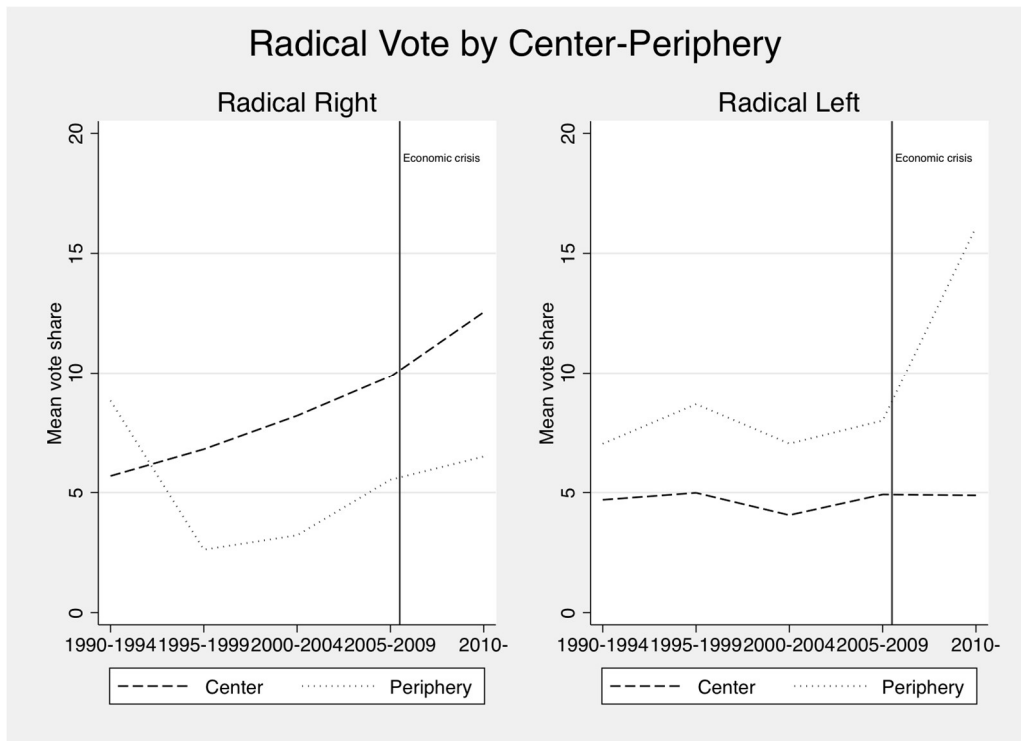 Radical Vote by Center-Periphery
Radical Right
Mean vote share
20
15
10
5
0
Economic crisis
1990-1994 1995-1999 2000-2004 2005-2009 2010-
Center Periphery
Radical Left
Mean vote share
20
15
10
5
0
Economic crisis
1990-1994 1995-1999 2000-2004 2005-2009 2010-
Center Periphery